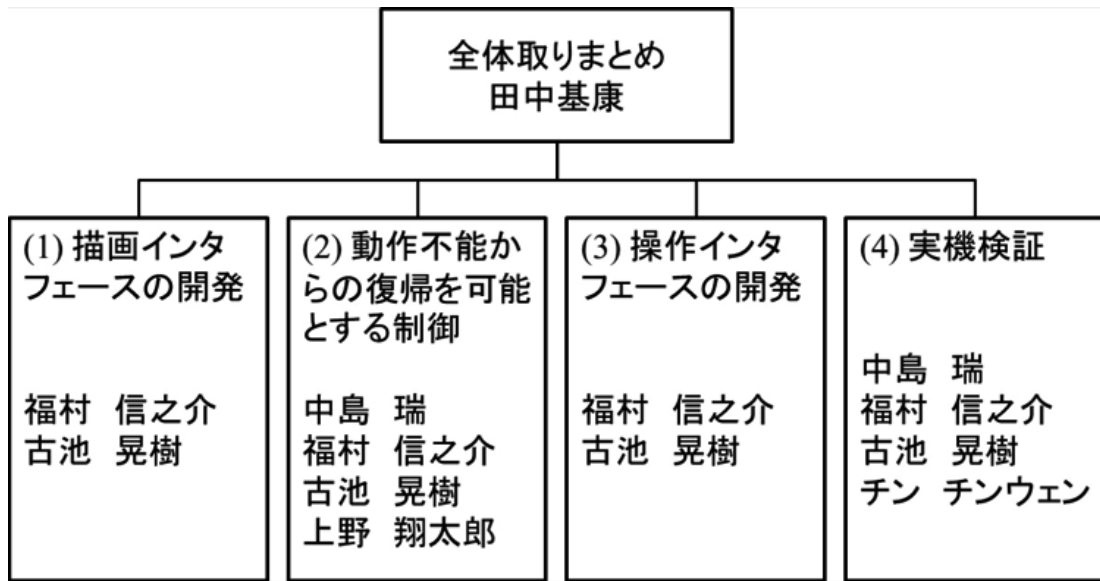 全体取りまとめ
田中基康
(1) 描画インタ
フェースの開発
福村　信之介
古池　晃樹
(2) 動作不能か
らの復帰を可能
とする制御
中島　瑞
福村　信之介
古池　晃樹
上野　翔太郎
(3) 操作インタ
フェースの開発
福村　信之介
古池　晃樹
(4) 実機検証
中島　瑞
福村　信之介
古池　晃樹
チン　チンウェン